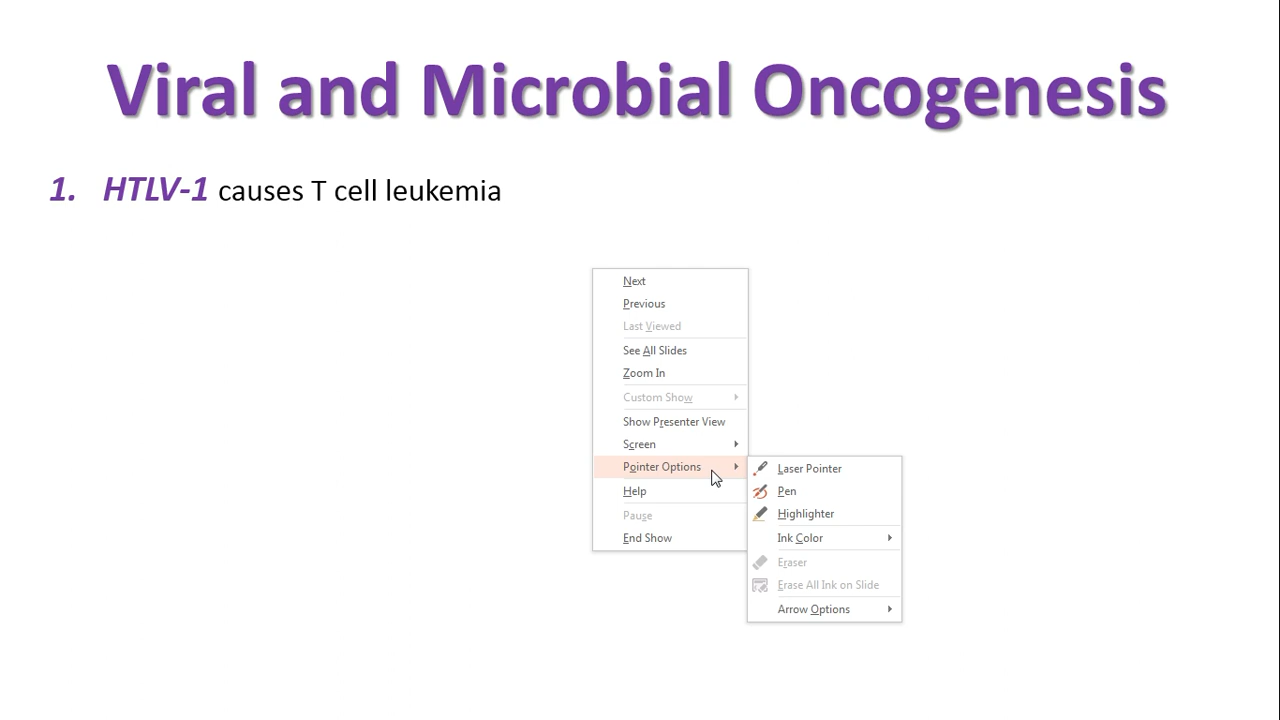 Viral and Microbial Oncogenesis
1. HTLV-1 causes T cell leukemia
Next
Previous
Last Viewed
See All Slides
Zoom In
Custom Show
Show Presenter View
Screen
Pointer Options
Help
Pause
End Show
Laser Pointer
Pen
Highlighter
Ink Color
Eraser
Erase All Ink on Slide
Arrow Options